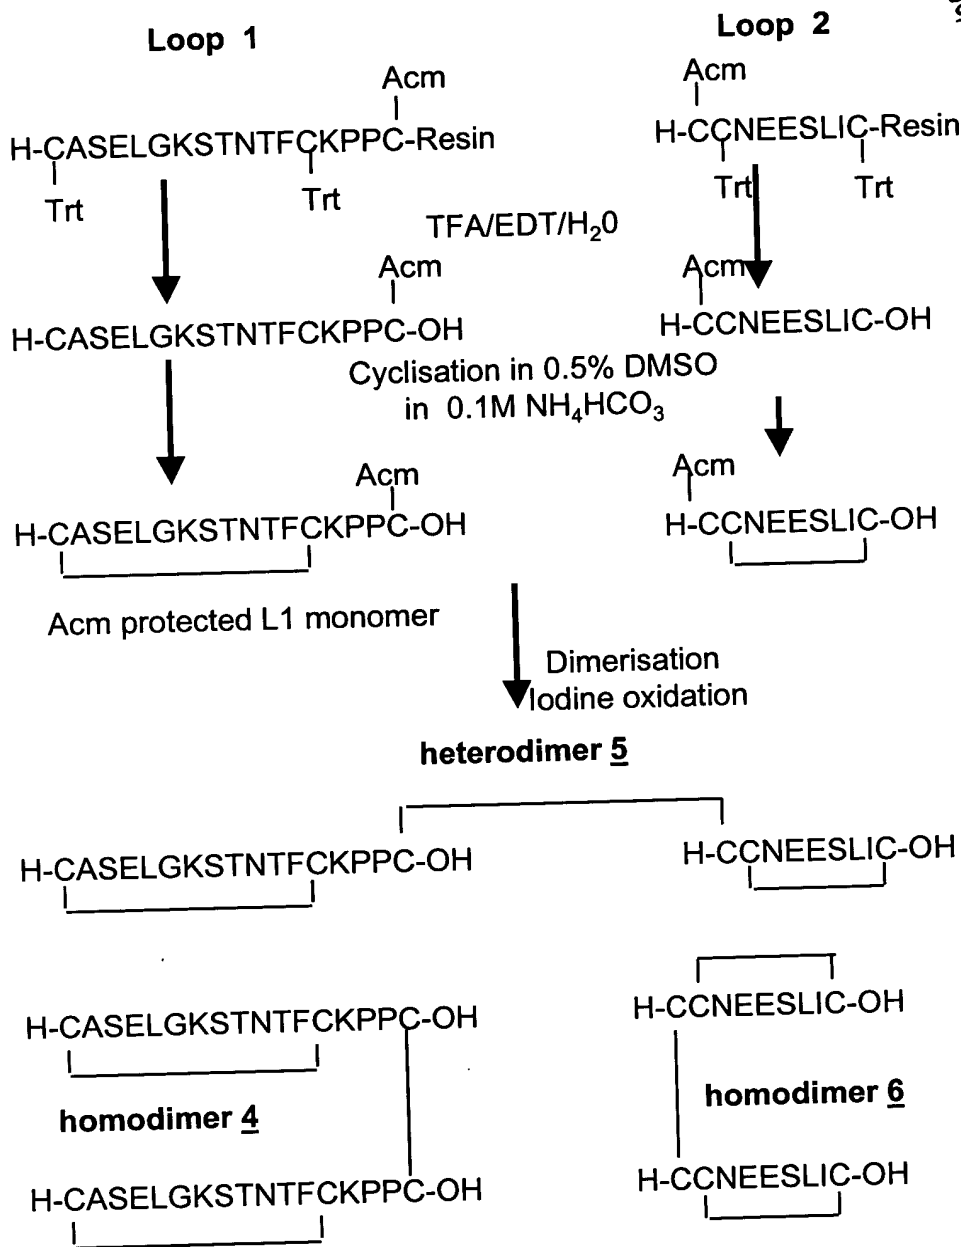 Loop 1
Loop 2
Acm
Acm
H-CASELGKSTNTFCKPPC-Resin
H-CCNEESLIC-Resin
Trt
Trt
Trt
Trt
TFA/EDT/H₂0
Acm
Acm
H-CASELGKSTNTFCKPPC-OH
H-CCNEESLIC-OH
Cyclisation in 0.5% DMSO
in 0.1M NH₄HCO₃
Acm
Acm
H-CASELGKSTNTFCKPPC-OH
H-CCNEESLIC-OH
Acm protected L1 monomer
Dimerisation
Iodine oxidation
heterodimer 5
H-CASELGKSTNTFCKPPC-OH
H-CCNEESLIC-OH
H-CASELGKSTNTFCKPPC-OH
H-CCNEESLIC-OH
homodimer 4
homodimer 6
H-CASELGKSTNTFCKPPC-OH
H-CCNEESLIC-OH